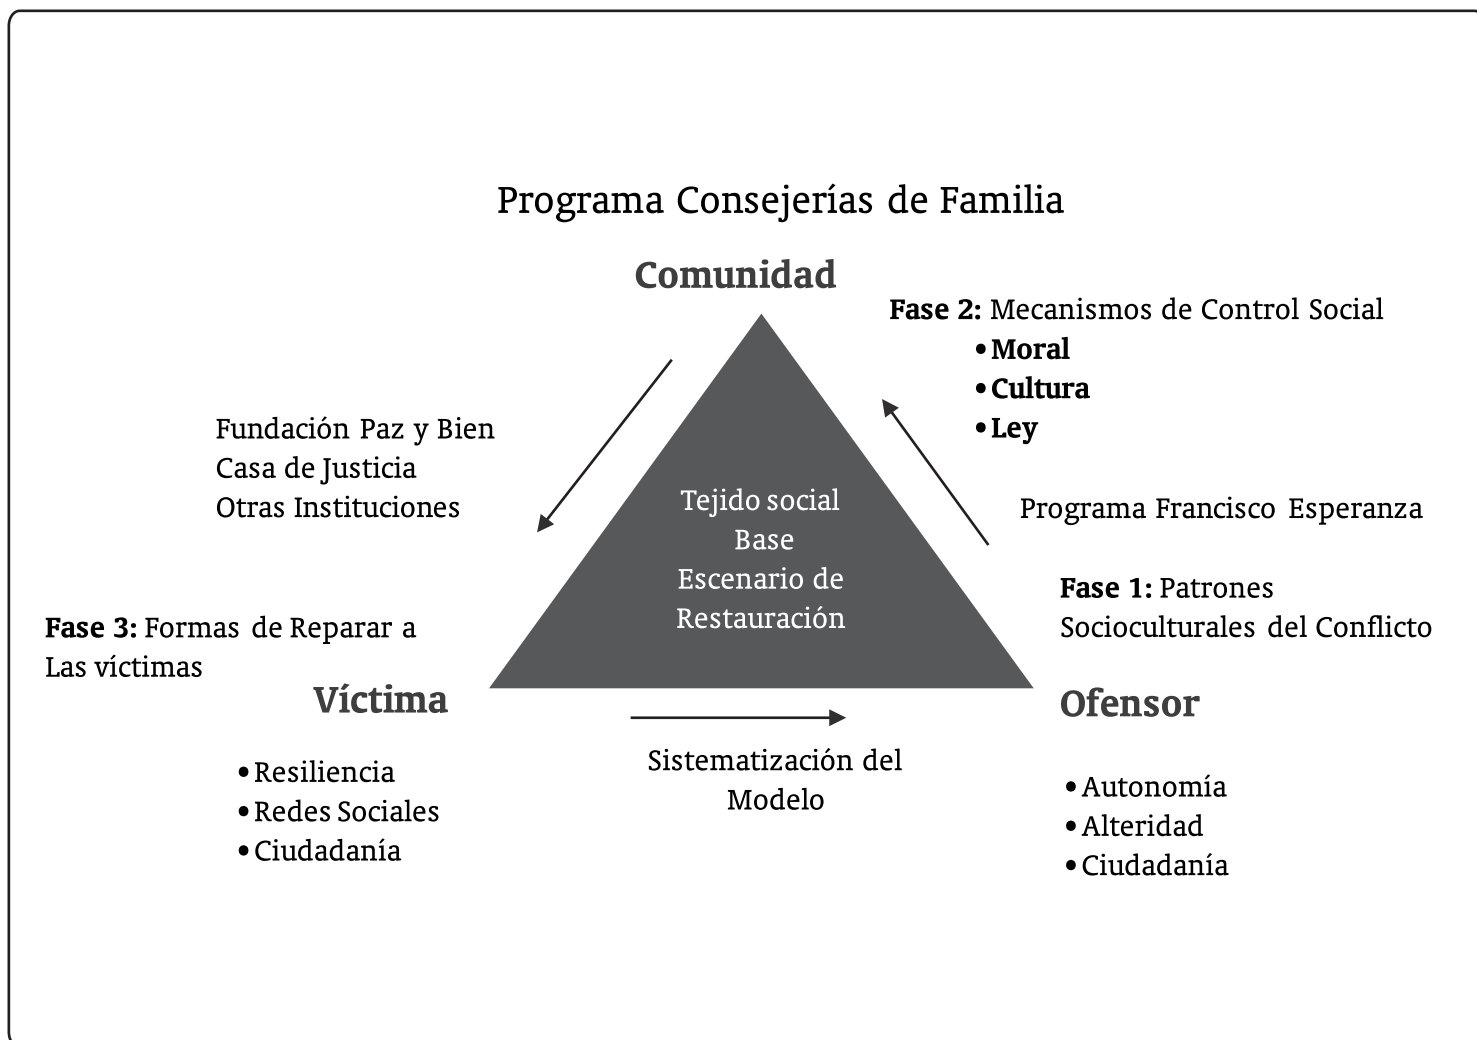 Programa Consejerías de Familia
Comunidad
Fase 2: Mecanismos de Control Social
•Moral
•Cultura
•Ley
Fundación Paz y Bien
Casa de Justicia
Otras Instituciones
Tejido social
Base
Escenario de
Restauración
Programa Francisco Esperanza
Fase 1: Patrones
Socioculturales del Conflicto
Fase 3: Formas de Reparar a
Las víctimas
Víctima
Ofensor
•Resiliencia
•Redes Sociales
•Ciudadanía
Sistematización del
Modelo
•Autonomía
•Alteridad
•Ciudadanía